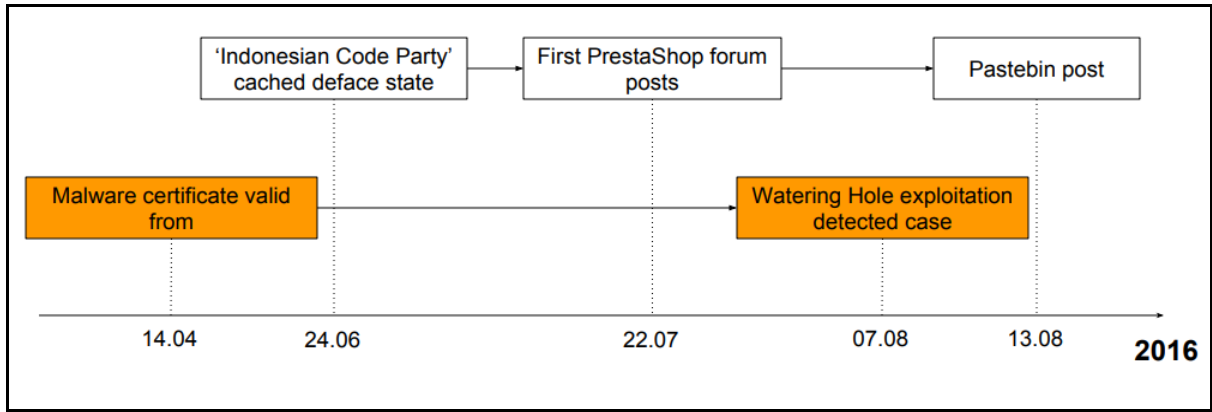 ‘Indonesian Code Party’
cached deface state
First PrestaShop forum
posts
Pastebin post
Malware certificate valid
from
Watering Hole exploitation
detected case
14.04
24.06
22.07
07.08
13.08
2016